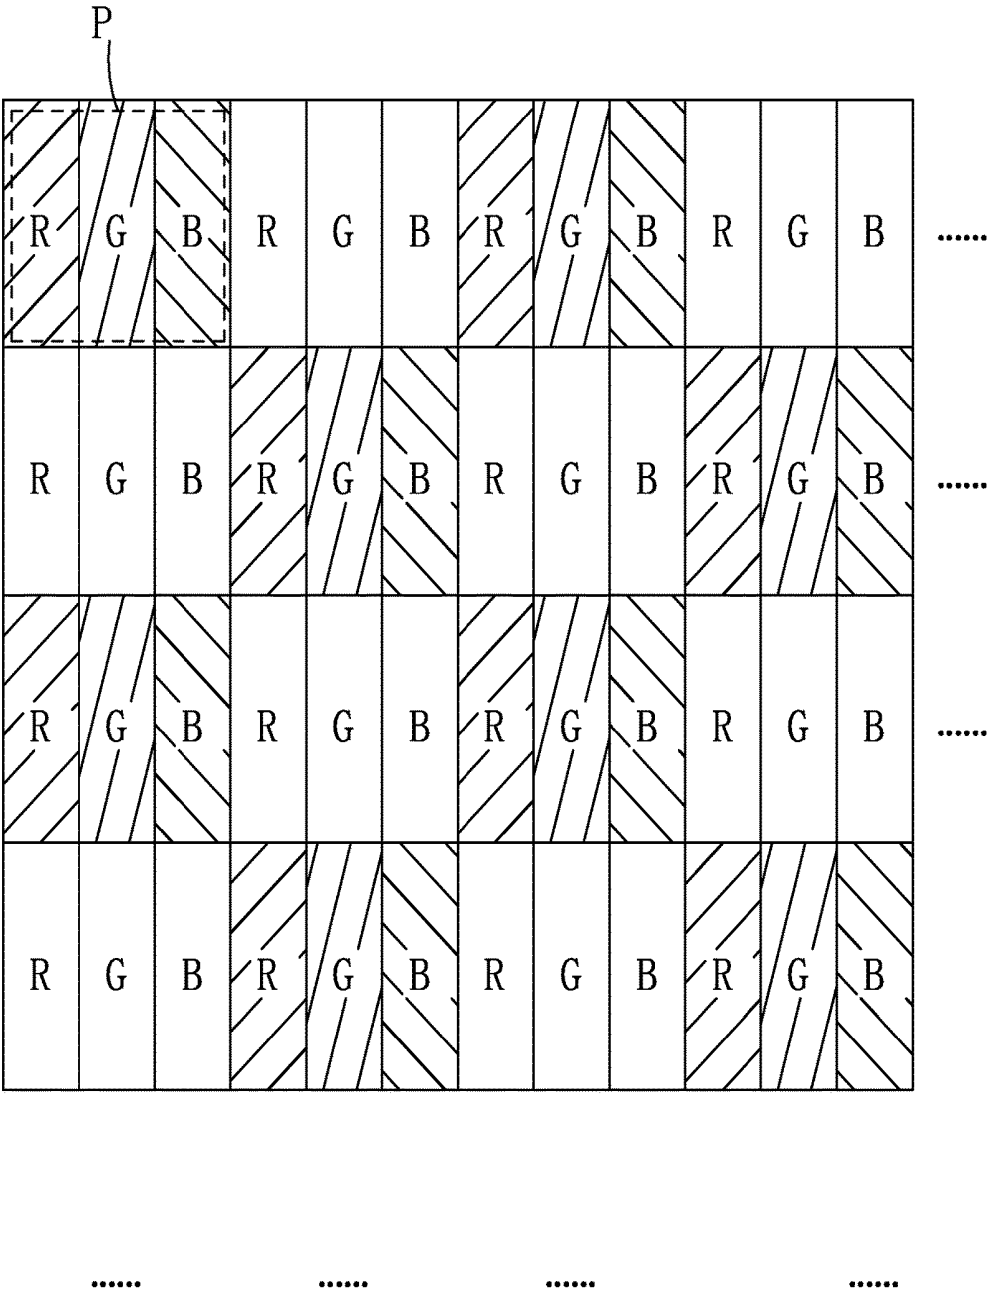 P
R G B R G B R G B R G B ......
R G B R G B R G B R G B ......
R G B R G B R G B R G B ......
R G B R G B R G B R G B
...... ...... ...... ......